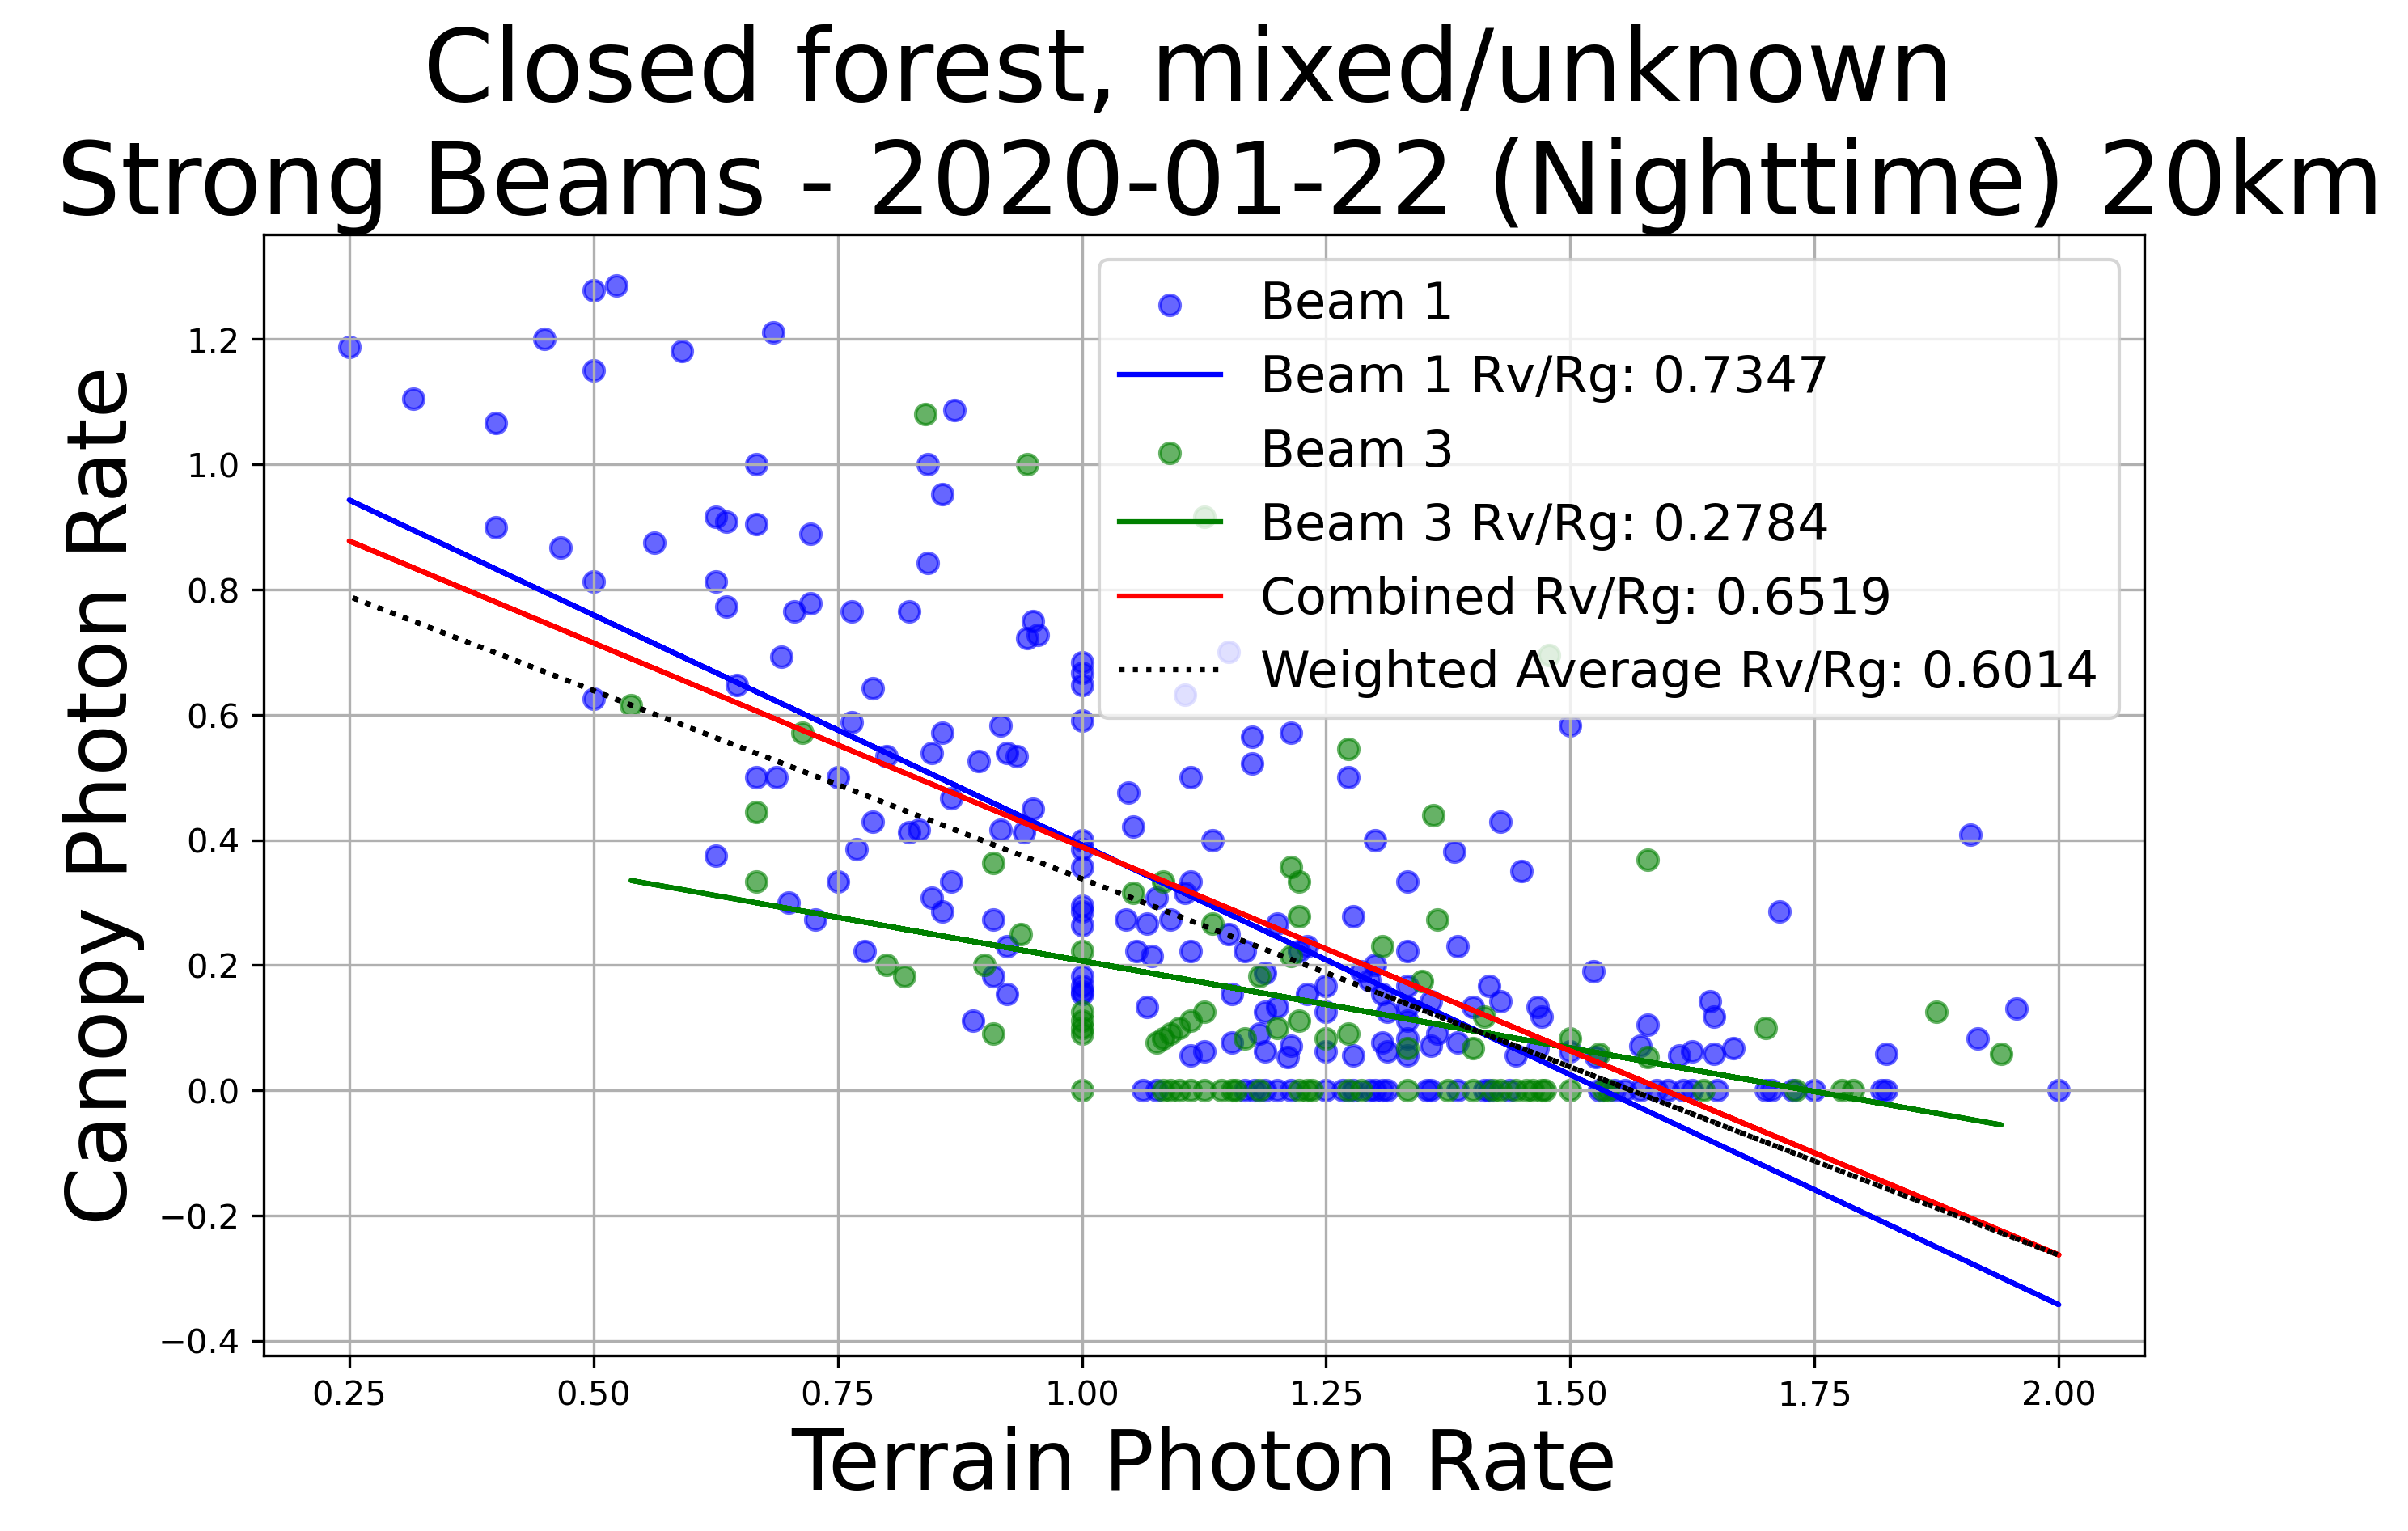 Closed forest, mixed/unknown
Strong Beams - 2020-01-22 (Nighttime) 20km
Beam 1
Beam 1 Rv/Rg: 0.7347
Beam 3
Beam 3 Rv/Rg: 0.2784
Combined Rv/Rg: 0.6519
Weighted Average Rv/Rg: 0.6014
Canopy Photon Rate
1.2
1.0
0.8
0.6
0.4
0.2
0.0
−0.2
−0.4
0.25 0.50 0.75 1.00 1.25 1.50 1.75 2.00
Terrain Photon Rate